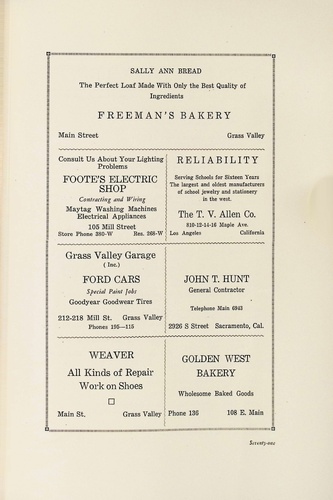 SALLY ANN BREAD
The Perfect Loaf Made With Only the Best Quality of
Ingredients
FREEMAN'S BAKERY
Main Street Grass Valley
Consult Us About Your Lighting
Problems
FOOTE'S ELECTRIC
SHOP
Contracting and Wiring
Maytag Washing Machines
Electrical Appliances
105 Mill Street
Store Phone 380-W Res. 268-W
RELIABILITY
Serving Schools for Sixteen Years
The largest and oldest manufacturers
of school jewelry and stationery
in the west.
The T. V. Allen Co.
810-12-14-16 Maple Ave.
Los Angeles California
Grass Valley Garage
( Inc.)
FORD CARS
Special Paint Jobs
Goodyear Goodwear Tires
212-218 Mill St. Grass Valley
Phones 195—115
JOHN T. HUNT
General Contractor
Telephone Main 6943
2926 S Street Sacramento, Cal.
WEAVER
All Kinds of Repair
Work on Shoes
Main St. Grass Valley
GOLDEN WEST
BAKERY
Wholesome Baked Goods
Phone 136 108 E. Main
Seventy-one